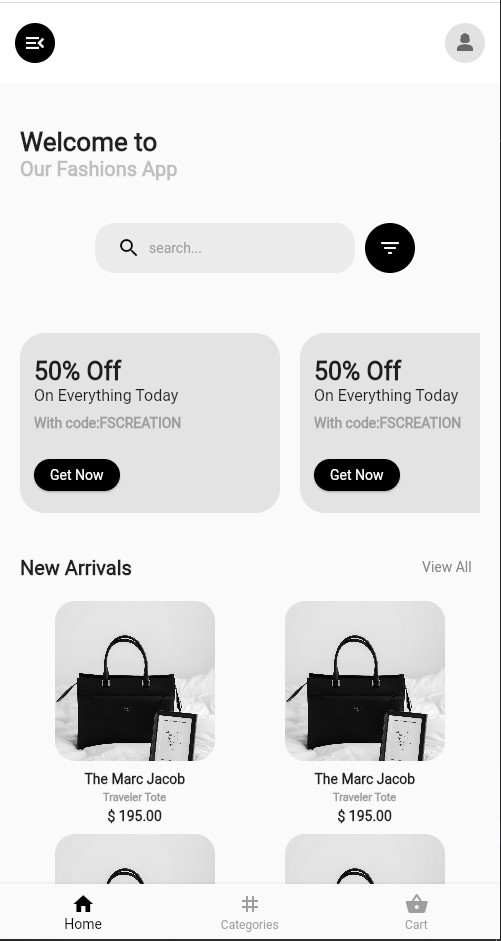 Welcome to
Our Fashions App
search...
50% Off
On Everything Today
With code:FSCREATION
Get Now
50% Off
On Everything Today
With code:FSCREATION
Get Now
New Arrivals
View All
The Marc Jacob
Traveler Tote
$ 195.00
The Marc Jacob
Traveler Tote
$ 195.00
Home
Categories
Cart